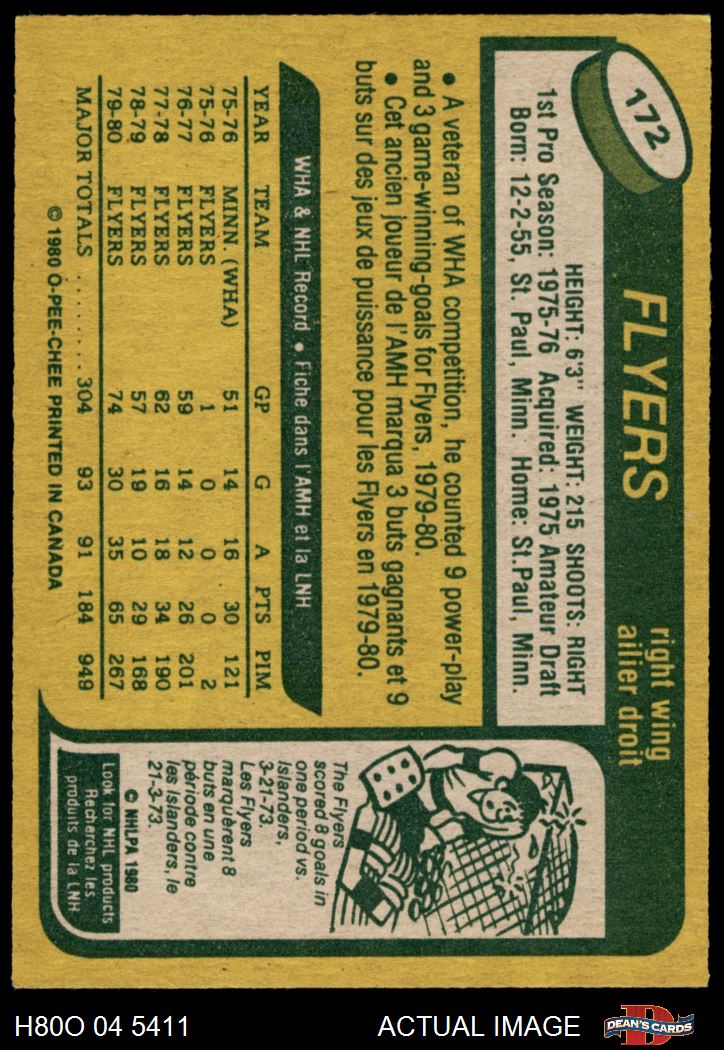 172
FLYERS
right wing
ailier droit
HEIGHT: 6'3" WEIGHT: 215 SHOOTS: RIGHT
1st Pro Season: 1975-76 Acquired: 1975 Amateur Draft
Born: 12-2-55, St. Paul, Minn. Home: St. Paul, Minn.
• A veteran of WHA competition, he counted 9 power-play
and 3 game-winning-goals for Flyers, 1979-80.
• Cet ancien joueur de l'AMH marqua 3 buts gagnants et 9
buts sur des jeux de puissance pour les Flyers en 1979-80.
WHA & NHL Record • Fiche dans l'AMH et la LNH
YEAR TEAM GP G A PTS PIM
75-76 MINN. (WHA) 51 14 16 30 121
75-76 FLYERS 1 0 0 0 2
76-77 FLYERS 59 14 12 26 201
77-78 FLYERS 62 16 18 34 190
78-79 FLYERS 57 19 10 29 168
79-80 FLYERS 74 30 35 65 267
MAJOR TOTALS ........ 304 93 91 184 949
© 1980 O-PEE-CHEE PRINTED IN CANADA
The Flyers
scored 8 goals in
one period vs.
Islanders,
3-21-73.
Les Flyers
marquèrent 8
buts en une
période contre
les Islanders, le
21-3-73.
© NHLPA 1980
Look for NHL products
Recherchez les
produits de la LNH
H80O 04 5411
ACTUAL IMAGE
D
DEAN'S CARDS